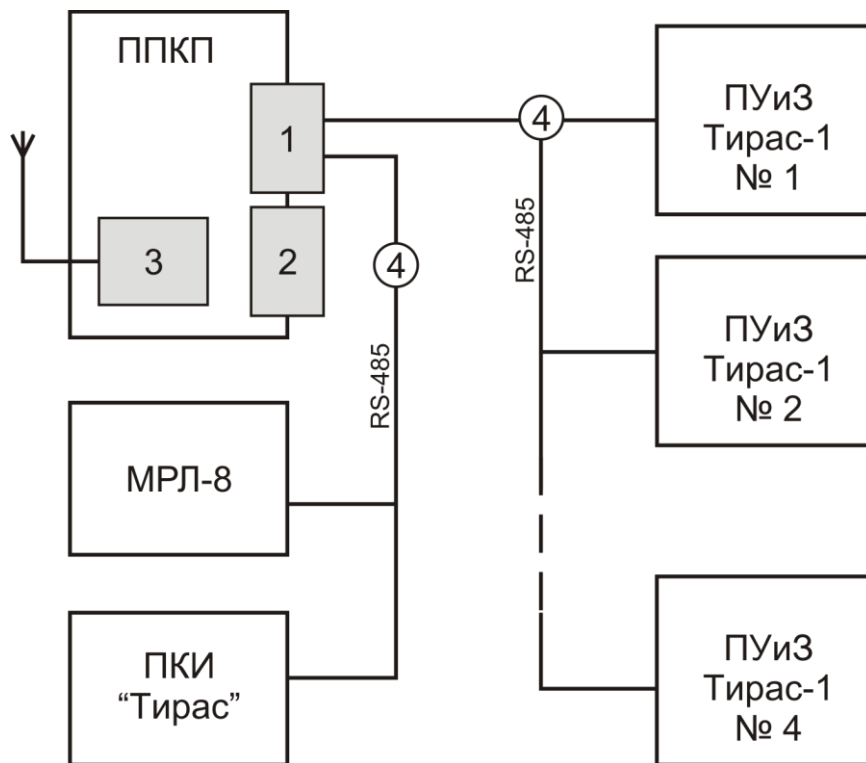 ППКП
1
2
3
4
4
RS-485
RS-485
МРЛ-8
ПКИ
“Тирас”
ПУиЗ
Тирас-1
№ 1
ПУиЗ
Тирас-1
№ 2
ПУиЗ
Тирас-1
№ 4